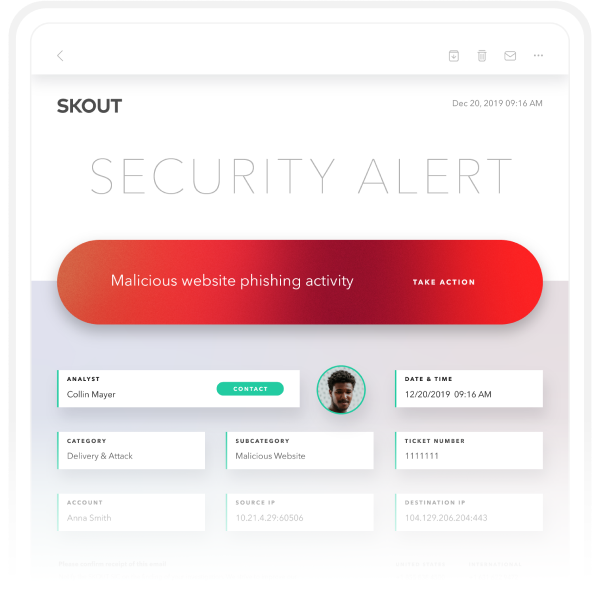 SKOUT
Dec 20, 2019 09:16 AM
SECURITY ALERT
Malicious website phishing activity
TAKE ACTION
ANALYST
Collin Mayer
CONTACT
DATE & TIME
12/20/2019 09:16 AM
CATEGORY
Delivery & Attack
SUBCATEGORY
Malicious Website
TICKET NUMBER
1111111
ACCOUNT
Anna Smith
SOURCE IP
10.21.4.29:60506
DESTINATION IP
104.129.206.204:443